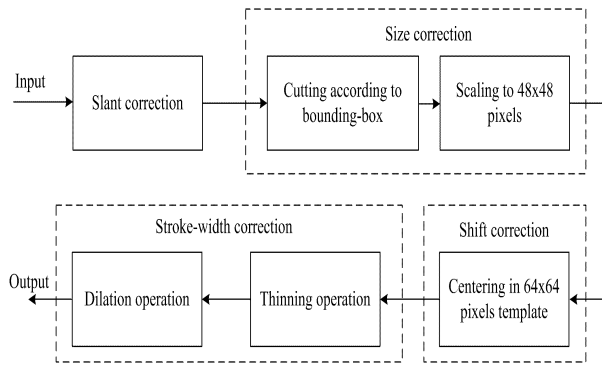 Size correction
Input
Slant correction
Cutting according to
bounding-box
Scaling to 48x48
pixels
Stroke-width correction
Shift correction
Output
Dilation operation
Thinning operation
Centering in 64x64
pixels template